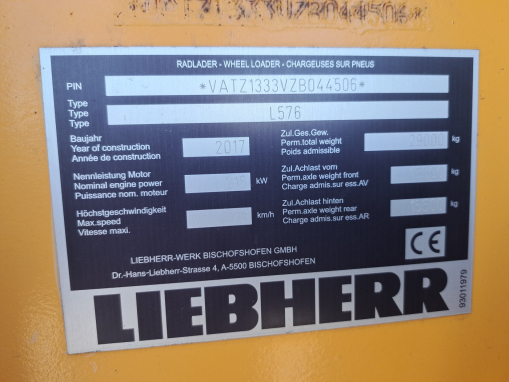 RADLADER - WHEEL LOADER - CHARGEUSES SUR PNEUS
PIN *VATZ1333VZB044506*
Type
Type L576
Type
Baujahr
Year of construction 2017
Année de construction
Nennleistung Motor
Nominal engine power kW
Puissance nom. moteur
Höchstgeschwindigkeit
Max.speed km/h
Vitesse maxi.
Zul.Ges.Gew.
Perm.total weight kg
Poids admissible
Zul.Achlast vorn
Perm.axle weight front kg
Charge admis.sur ess.AV
Zul.Achlast hinten
Perm.axle weight rear kg
Charge admis.sur ess.AR
LIEBHERR-WERK BISCHOFSHOFEN GMBH
Dr.-Hans-Liebherr-Strasse 4, A-5500 BISCHOFSHOFEN
CE
LIEBHERR
93011979